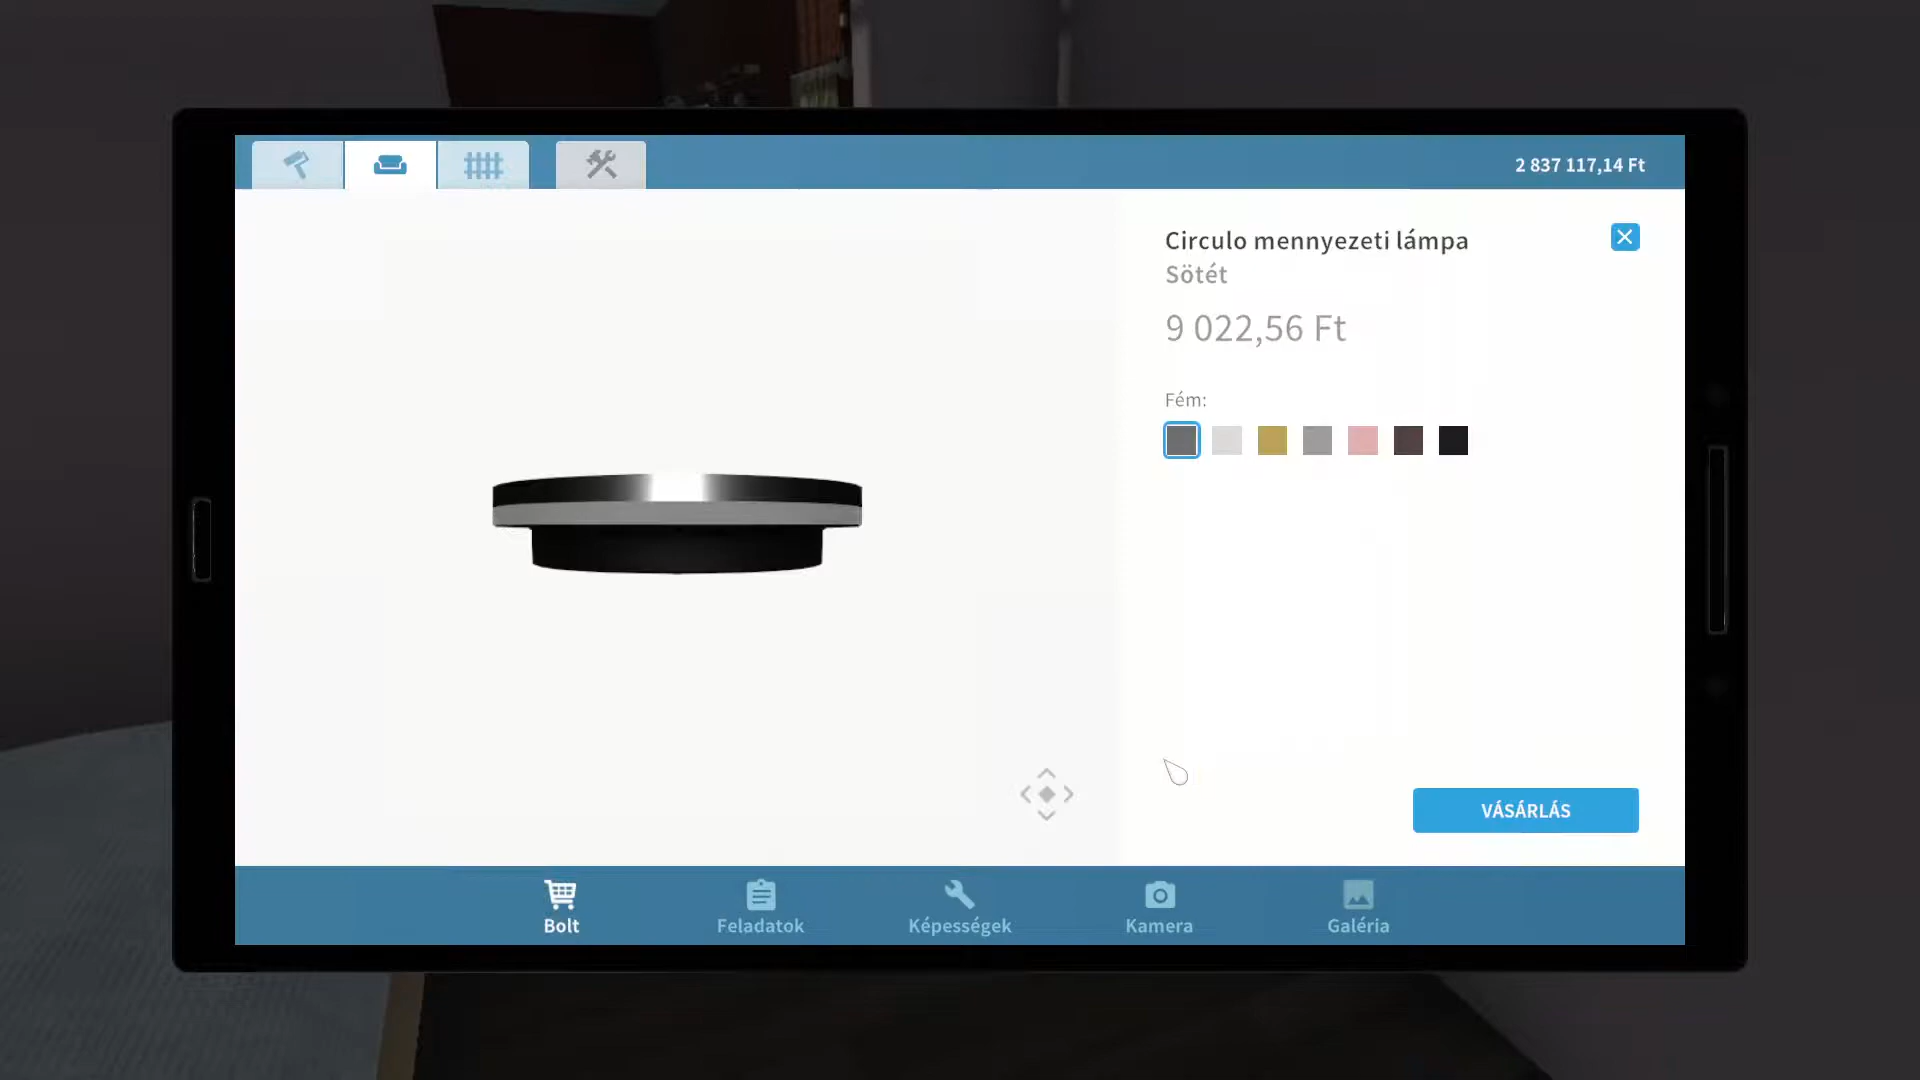 2 837 117,14 Ft
Circulo mennyezeti lámpa
Sötét
9 022,56 Ft
Fém:
VÁSÁRLÁS
Bolt
Feladatok
Képességek
Kamera
Galéria